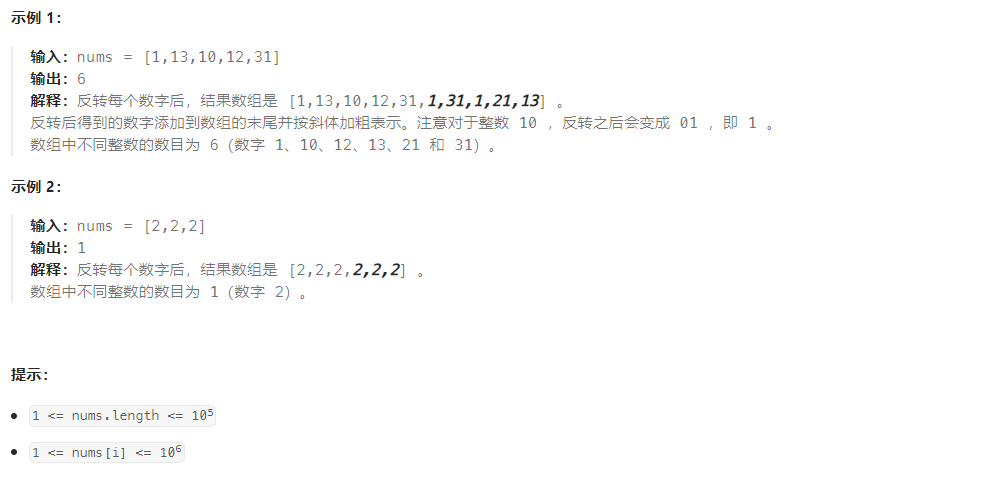 示例 1：
输入：nums = [1,13,10,12,31]
输出：6
解释：反转每个数字后，结果数组是 [1,13,10,12,31,1,31,1,21,13] 。
反转后得到的数字添加到数组的末尾并按斜体加粗表示。注意对于整数 10 ，反转之后会变成 01 ，即 1 。
数组中不同整数的数目为 6（数字 1、10、12、13、21 和 31）。
示例 2：
输入：nums = [2,2,2]
输出：1
解释：反转每个数字后，结果数组是 [2,2,2,2,2,2] 。
数组中不同整数的数目为 1（数字 2）。
提示：
• 1 <= nums.length <= 10⁵
• 1 <= nums[i] <= 10⁶